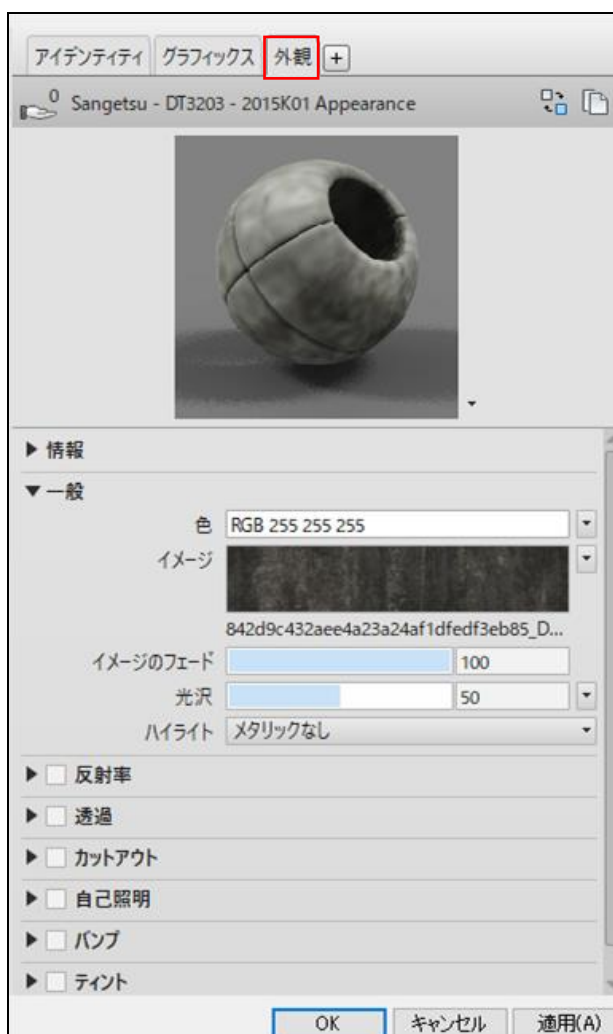 アイデンティティ グラフィックス 外観 +
0 Sangetsu - DT3203 - 2015K01 Appearance
▶ 情報
▼ 一般
色 RGB 255 255 255
イメージ
842d9c432aee4a23a24af1dfedf3eb85_D...
イメージのフェード 100
光沢 50
ハイライト メタリックなし
▶ 反射率
▶ 透過
▶ カットアウト
▶ 自己照明
▶ バンプ
▶ ティント
OK キャンセル 適用(A)